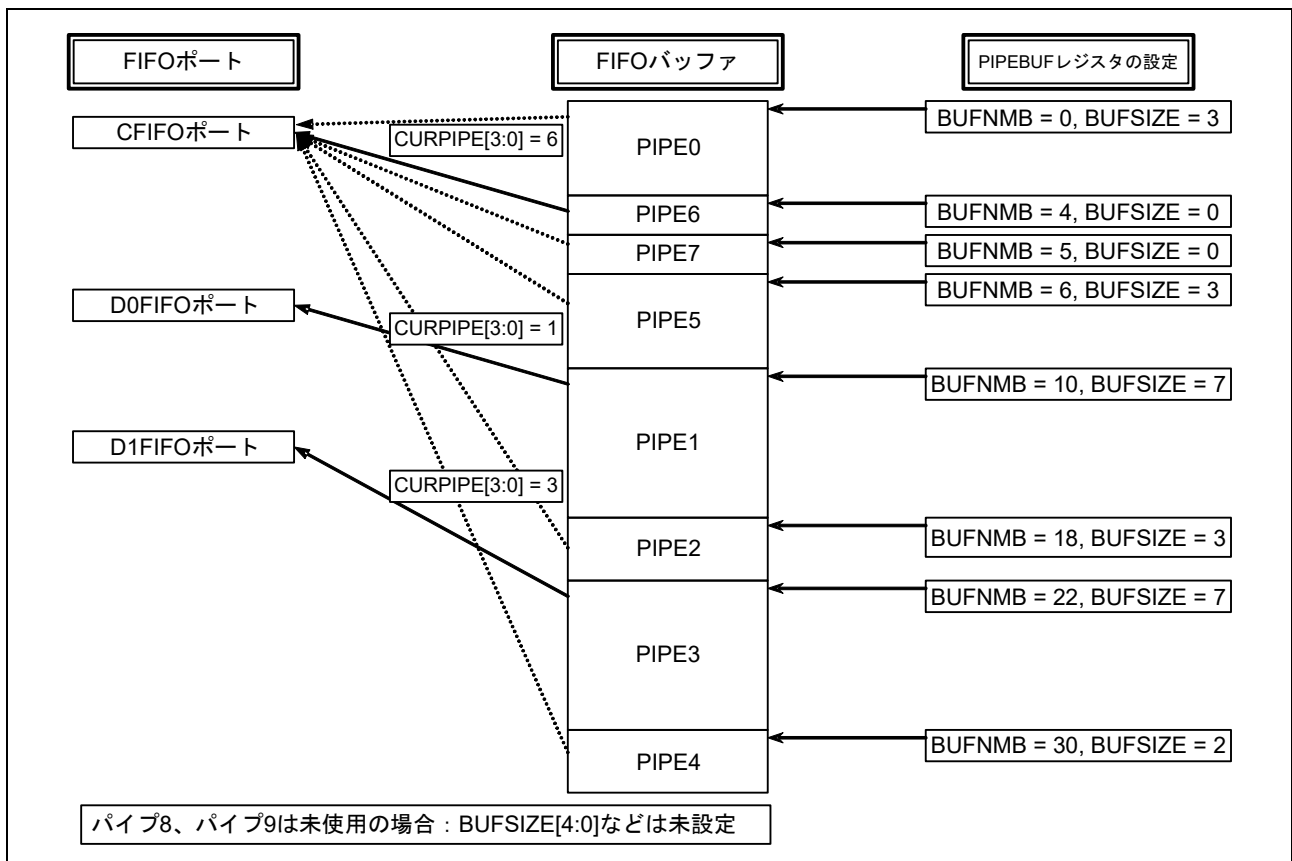 FIFOポート
FIFOバッファ
PIPEBUFレジスタの設定
CFIFOポート
CURPIPE[3:0] = 6
PIPE0
BUFNMB = 0, BUFSIZE = 3
PIPE6
BUFNMB = 4, BUFSIZE = 0
PIPE7
BUFNMB = 5, BUFSIZE = 0
D0FIFOポート
CURPIPE[3:0] = 1
PIPE5
BUFNMB = 6, BUFSIZE = 3
D1FIFOポート
CURPIPE[3:0] = 3
PIPE1
BUFNMB = 10, BUFSIZE = 7
PIPE2
BUFNMB = 18, BUFSIZE = 3
PIPE3
BUFNMB = 22, BUFSIZE = 7
PIPE4
BUFNMB = 30, BUFSIZE = 2
パイプ8、パイプ9は未使用の場合：BUFSIZE[4:0]などは未設定